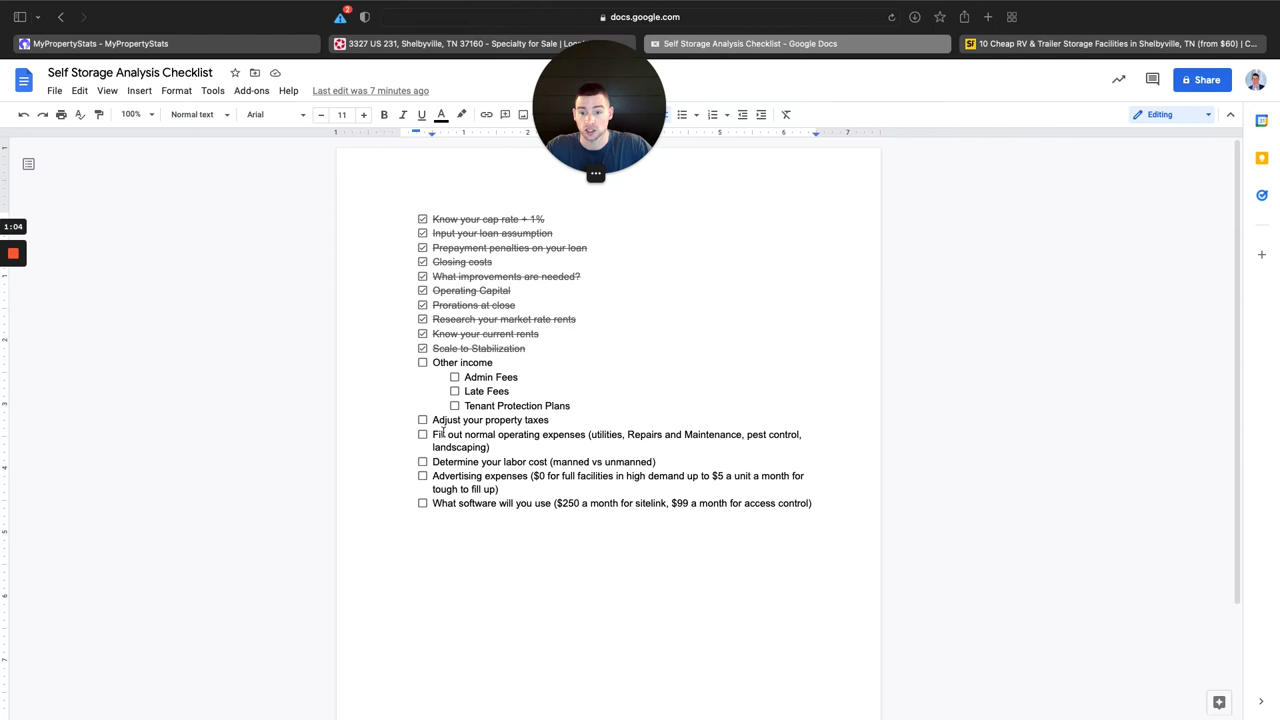 2
docs.google.com
MyPropertyStats - MyPropertyStats
3327 US 231, Shelbyville, TN 37160 - Specialty for Sale | Loo
Self Storage Analysis Checklist - Google Docs
10 Cheap RV & Trailer Storage Facilities in Shelbyville, TN (from $60) | C...
Self Storage Analysis Checklist
File Edit View Insert Format Tools Add-ons Help Last edit was 7 minutes ago
Share
100% Normal text Arial 11 Editing
1 1 2 5 6 7
1:04
Know your cap rate + 1%
Input your loan assumption
Prepayment penalties on your loan
Closing costs
What improvements are needed?
Operating Capital
Prorations at close
Research your market rate rents
Know your current rents
Scale to Stabilization
Other income
Admin Fees
Late Fees
Tenant Protection Plans
Adjust your property taxes
Fill out normal operating expenses (utilities, Repairs and Maintenance, pest control,
landscaping)
Determine your labor cost (manned vs unmanned)
Advertising expenses ($0 for full facilities in high demand up to $5 a unit a month for
tough to fill up)
What software will you use ($250 a month for sitelink, $99 a month for access control)